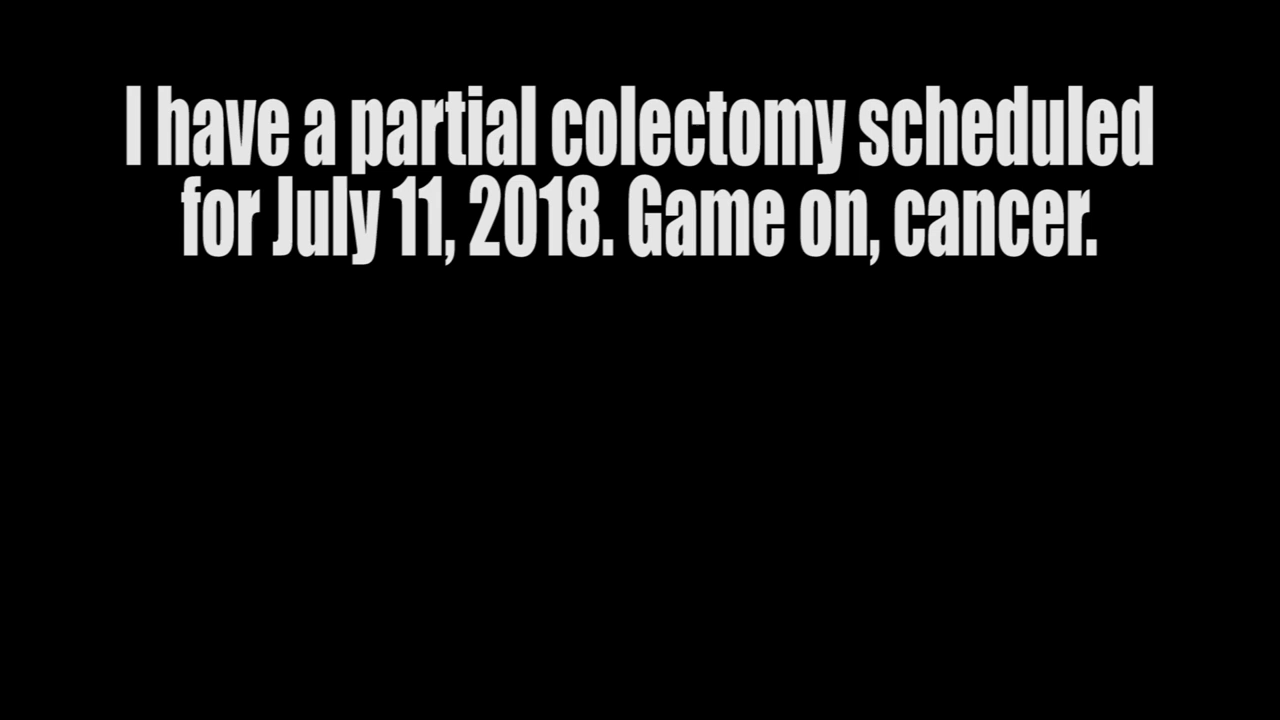 I have a partial colectomy scheduled
for July 11, 2018. Game on, cancer.